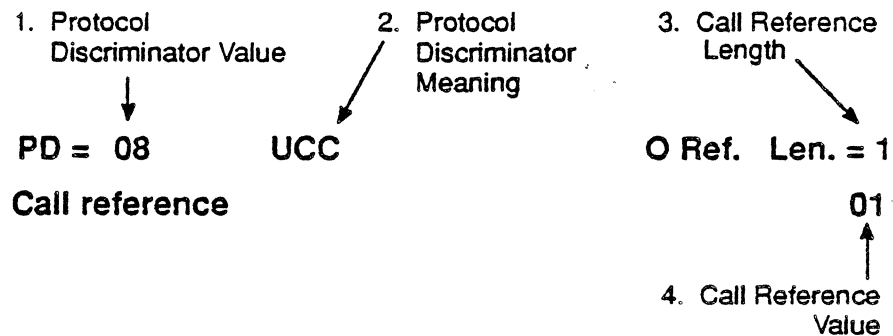 1. Protocol Discriminator Value
2. Protocol Discriminator Meaning
3. Call Reference Length
PD = 08 UCC O Ref. Len. = 1
Call reference 01
4. Call Reference Value